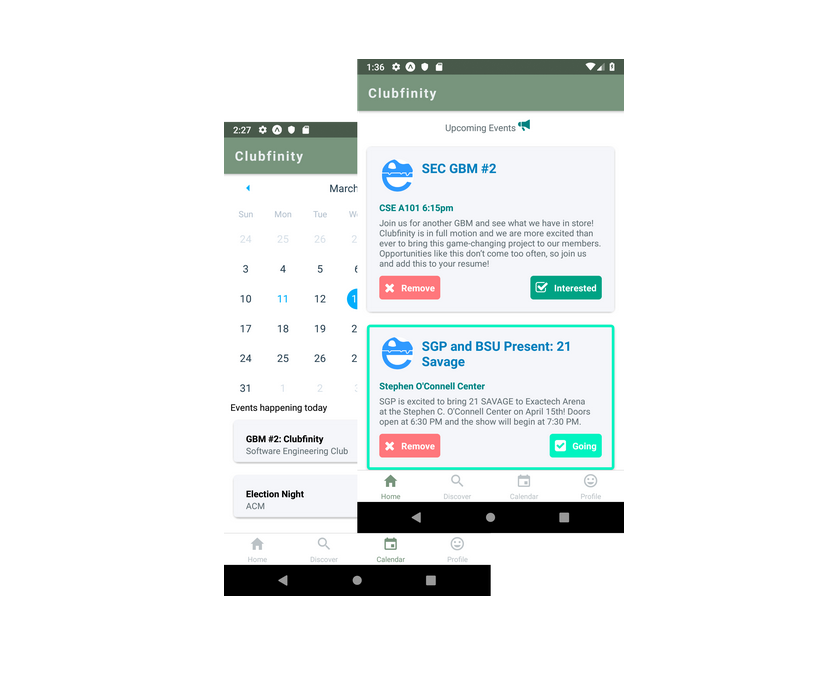 1:36
Clubfinity
Upcoming Events
SEC GBM #2
CSE A101 6:15pm
Join us for another GBM and see what we have in store!
Clubfinity is in full motion and we are more excited than
ever to bring this game-changing project to our members.
Opportunities like this don't come too often, so join us
and add this to your resume!
Remove
Interested
SGP and BSU Present: 21
Savage
Stephen O'Connell Center
SGP is excited to bring 21 SAVAGE to Exactech Arena
at the Stephen C. O'Connell Center on April 15th! Doors
open at 6:30 PM and the show will begin at 7:30 PM.
Remove
Going
Home Discover Calendar Profile
2:27
Clubfinity
March
Sun Mon Tue
24 25 26
3 4 5
10 11 12
17 18 19
24 25 26
31 1 2
Events happening today
GBM #2: Clubfinity
Software Engineering Club
Election Night
ACM
Home Discover Calendar Profile